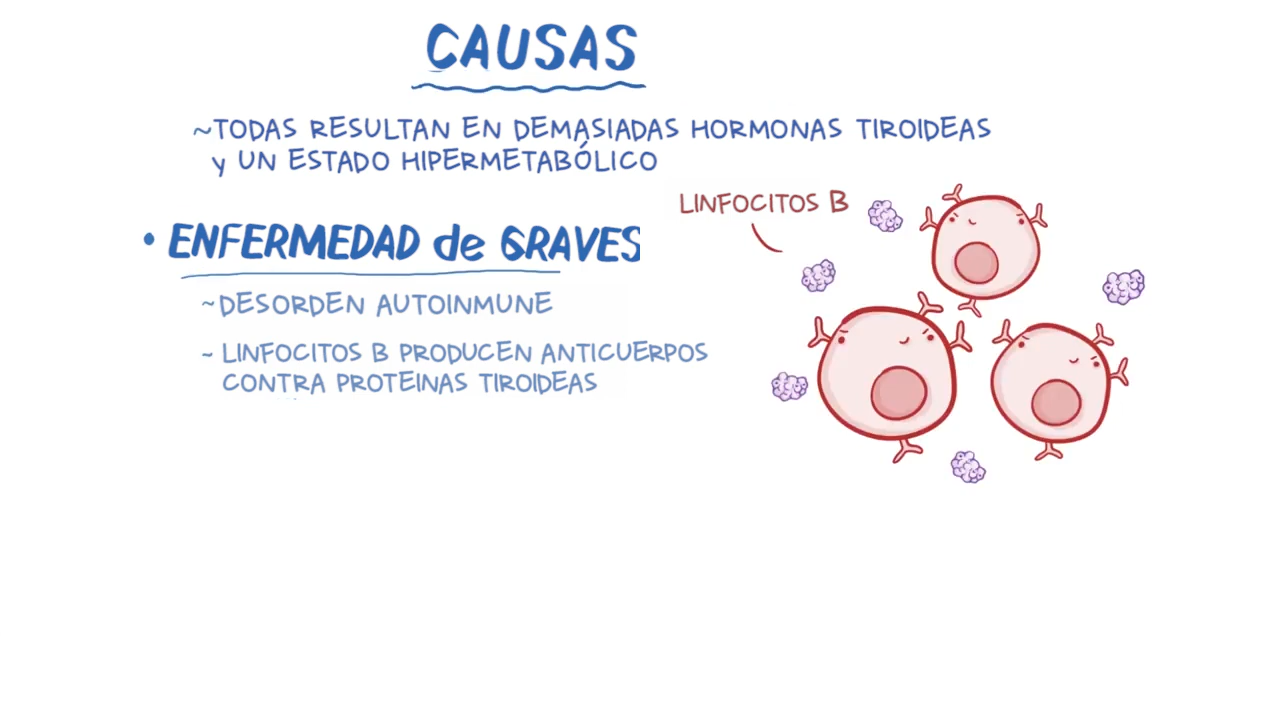 CAUSAS
~TODAS RESULTAN EN DEMASIADAS HORMONAS TIROIDEAS
y UN ESTADO HIPERMETABÓLICO
LINFOCITOS B
• ENFERMEDAD de GRAVES
~DESORDEN AUTOINMUNE
~ LINFOCITOS B PRODUCEN ANTICUERPOS
CONTRA PROTEINAS TIROIDEAS